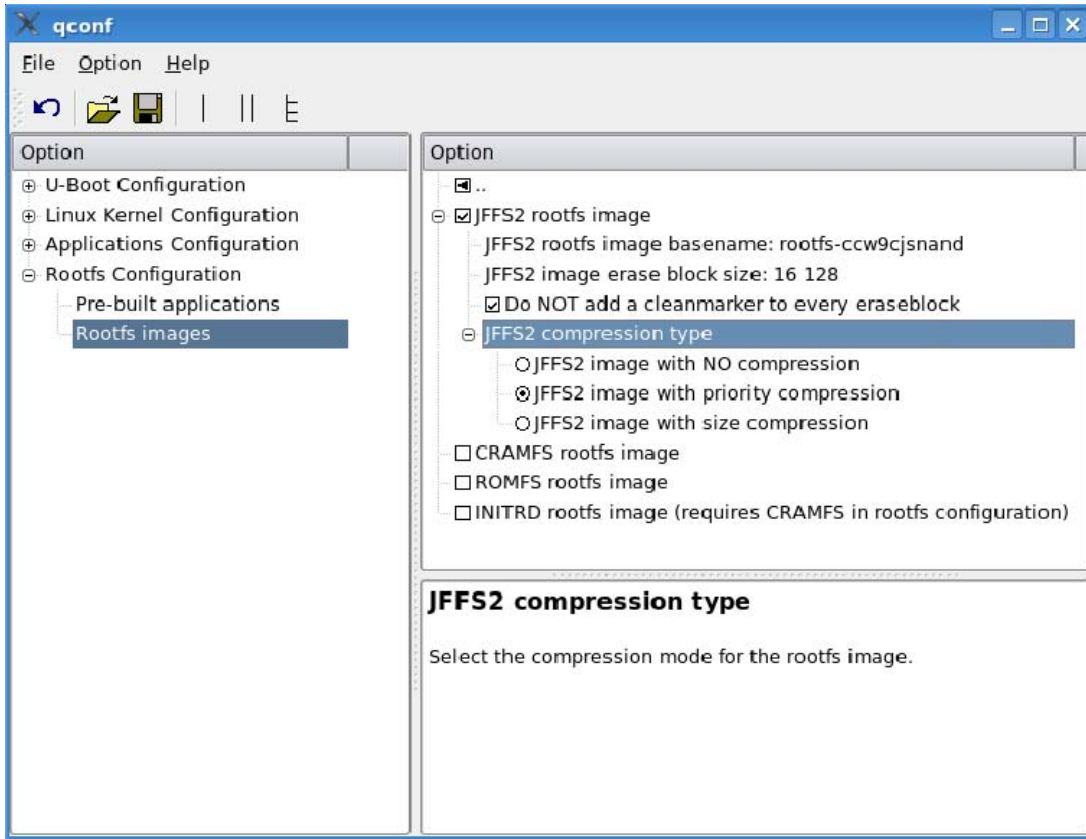 qconf
File Option Help
Option
U-Boot Configuration
Linux Kernel Configuration
Applications Configuration
Rootfs Configuration
Pre-built applications
Rootfs images
Option
..
JFFS2 rootfs image
JFFS2 rootfs image basename: rootfs-ccw9cjsnand
JFFS2 image erase block size: 16 128
Do NOT add a cleanmarker to every eraseblock
JFFS2 compression type
JFFS2 image with NO compression
JFFS2 image with priority compression
JFFS2 image with size compression
CRAMFS rootfs image
ROMFS rootfs image
INITRD rootfs image (requires CRAMFS in rootfs configuration)
JFFS2 compression type
Select the compression mode for the rootfs image.